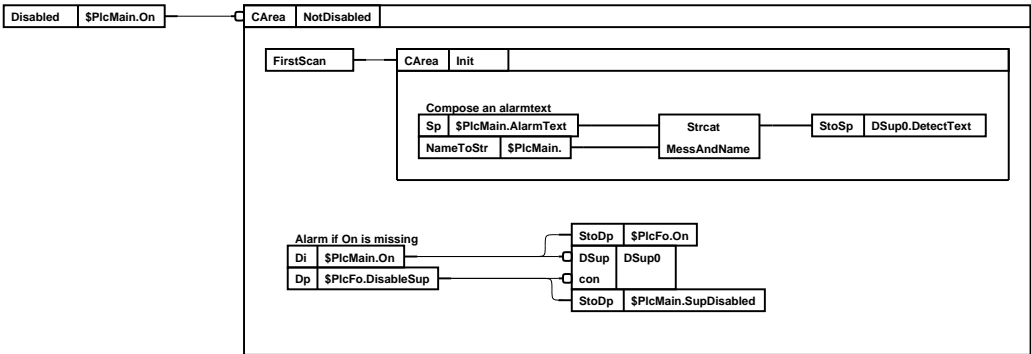 Disabled $PlcMain.On CArea NotDisabled
FirstScan CArea Init
Compose an alarmtext
Sp $PlcMain.AlarmText Strcat StoSp DSup0.DetectText
NameToStr $PlcMain. MessAndName
Alarm if On is missing StoDp $PlcFo.On
Di $PlcMain.On DSup DSup0
Dp $PlcFo.DisableSup con
StoDp $PlcMain.SupDisabled